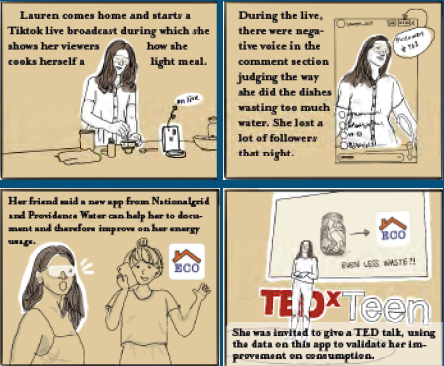 Lauren comes home and starts a
Tiktok live broadcast during which she
shows her viewers how she
cooks herself a light meal.
During the live,
there were nega-
tive voice in the
comment section
judging the way
she did the dishes
wasting too much
water. She lost a
lot of followers
that night.
Her friend said a new app from Nationalgrid
and Providence Water can help her to docu-
ment and therefore improve on her energy
usage.
ECO
ECO
EVEN LESS WASTE?!
TEDxTeen
She was invited to give a TED talk, using
the data on this app to validate her im-
provement on consumption.